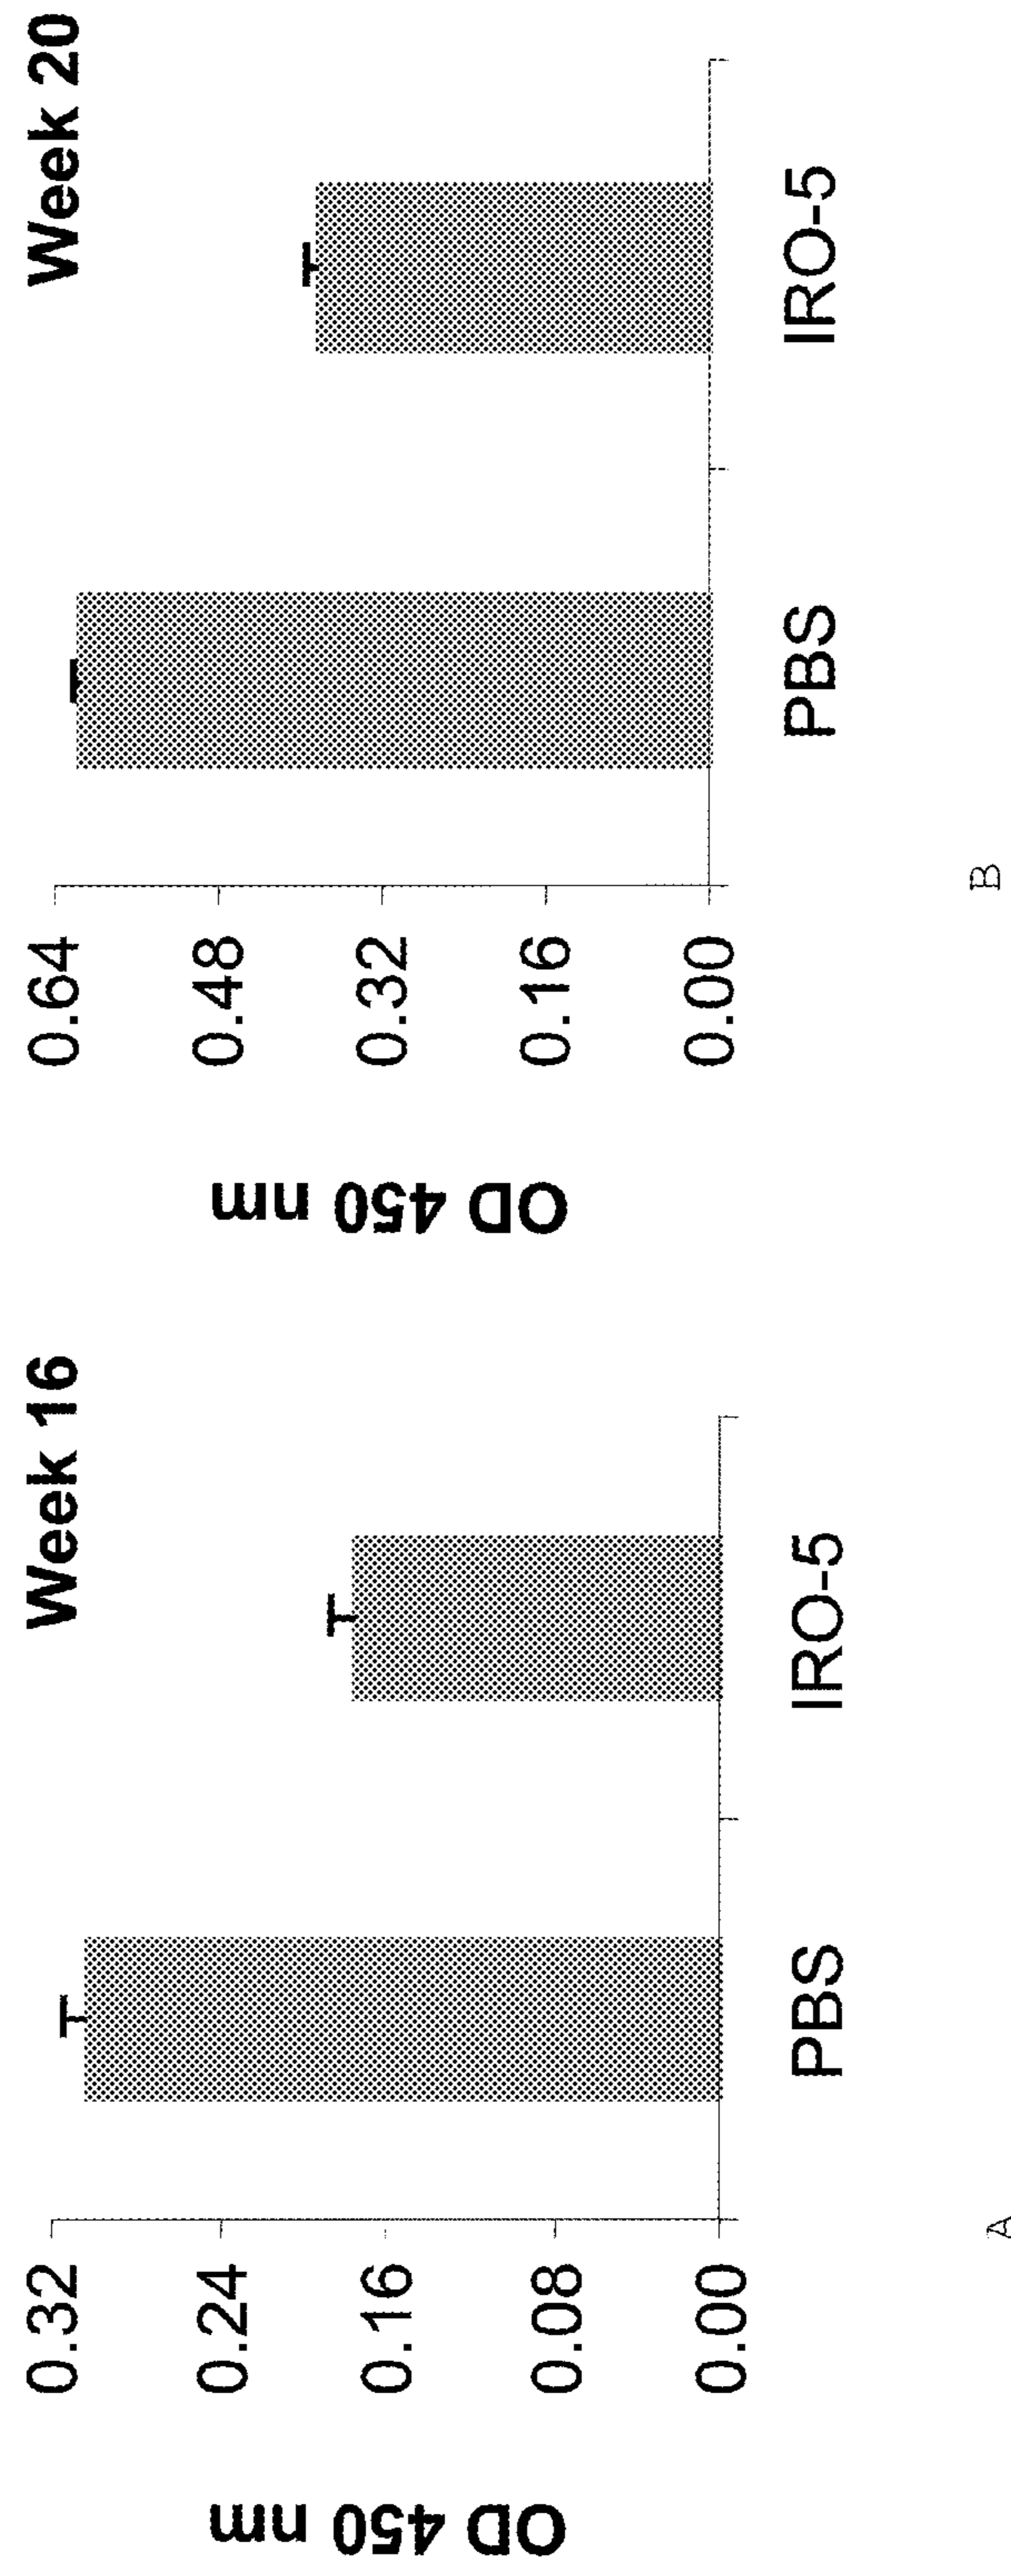 Week 16
OD 450 nm
0.32
0.24
0.16
0.08
0.00
PBS
IRO-5
A
Week 20
OD 450 nm
0.64
0.48
0.32
0.16
0.00
PBS
IRO-5
B